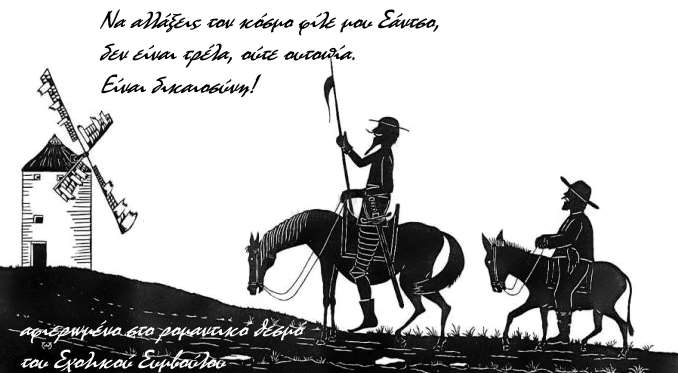 Να αλλάξεις τον κόσμο φίλε μου Σάντσο,
δεν είναι τρέλα, ούτε ουτοπία.
Είναι δικαιοσύνη!
αφιερωμένο στο ρομαντικό θεσμό
του Σχολικού Συμβούλου